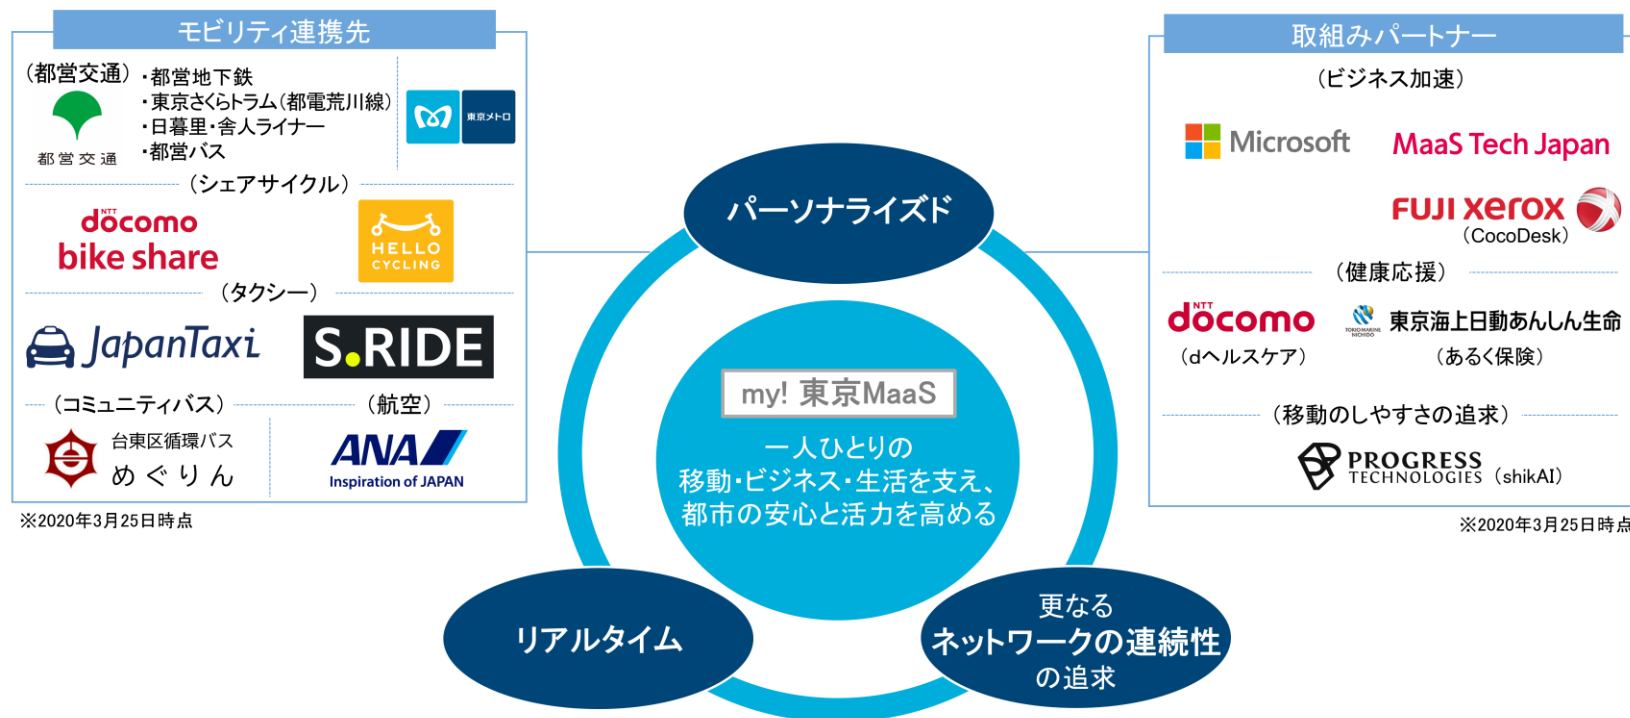 モビリティ連携先
(都営交通)
都営交通
・都営地下鉄
・東京さくらトラム(都電荒川線)
・日暮里・舎人ライナー
・都営バス
東京メトロ
(シェアサイクル)
NTT
docomo
bike share
HELLO
CYCLING
(タクシー)
JapanTaxi
S.RIDE
(コミュニティバス)
台東区循環バス
めぐりん
(航空)
ANA
Inspiration of JAPAN
※2020年3月25日時点
パーソナライズド
my! 東京MaaS
一人ひとりの
移動・ビジネス・生活を支え、
都市の安心と活力を高める
リアルタイム
更なる
ネットワークの連続性
の追求
取組みパートナー
(ビジネス加速)
Microsoft
MaaS Tech Japan
FUJI xerox
(CocoDesk)
(健康応援)
NTT
docomo
(dヘルスケア)
TOKIO MARINE
NICHIDO
東京海上日動あんしん生命
(あるく保険)
(移動のしやすさの追求)
PROGRESS
TECHNOLOGIES (shikAI)
※2020年3月25日時点